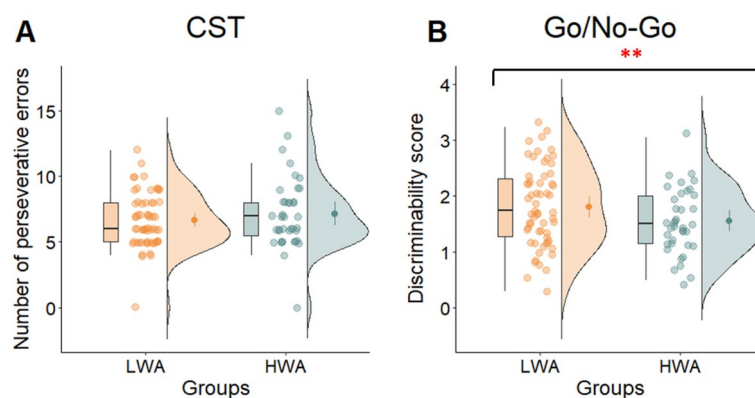 A
CST
Number of perseverative errors
15
10
5
0
LWA
HWA
Groups
B
Go/No-Go
**
Discriminability score
4
3
2
1
0
LWA
HWA
Groups